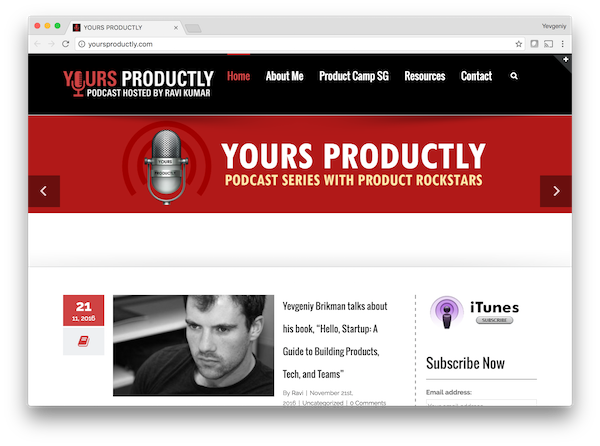 YOURS PRODUCTLY
Yevgeniy
yoursproductly.com
YOURS PRODUCTLY
PODCAST HOSTED BY RAVI KUMAR
Home About Me Product Camp SG Resources Contact
YOURS
PRODUCTLY
YOURS PRODUCTLY
PODCAST SERIES WITH PRODUCT ROCKSTARS
21
11, 2016
Yevgeniy Brikman talks about
his book, “Hello, Startup: A
Guide to Building Products,
Tech, and Teams”
By Ravi | November 21st,
2016 | Uncategorized | 0 Comments
iTunes
SUBSCRIBE
Subscribe Now
Email address:
Your email address